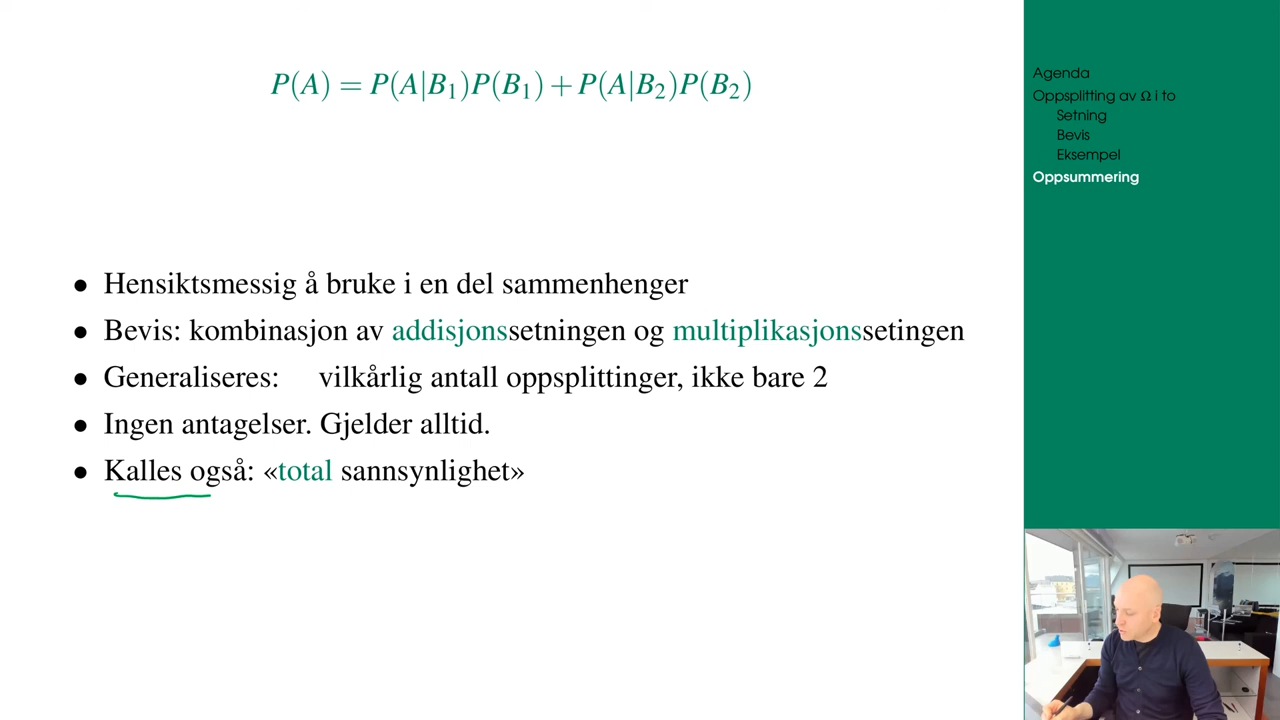 P(A) = P(A|B₁)P(B₁) + P(A|B₂)P(B₂)
• Hensiktsmessig å bruke i en del sammenhenger
• Bevis: kombinasjon av addisjonssetningen og multiplikasjonssetingen
• Generaliseres: vilkårlig antall oppsplittinger, ikke bare 2
• Ingen antagelser. Gjelder alltid.
• Kalles også: «total sannsynlighet»
Agenda
Oppsplitting av Ω i to
Setning
Bevis
Eksempel
Oppsummering